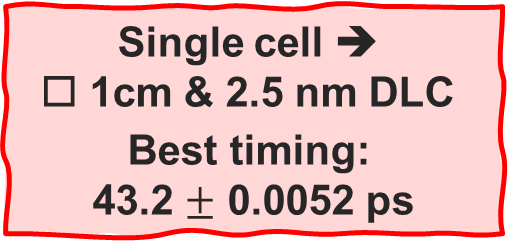 Single cell ➔
□ 1cm & 2.5 nm DLC
Best timing:
43.2 ± 0.0052 ps